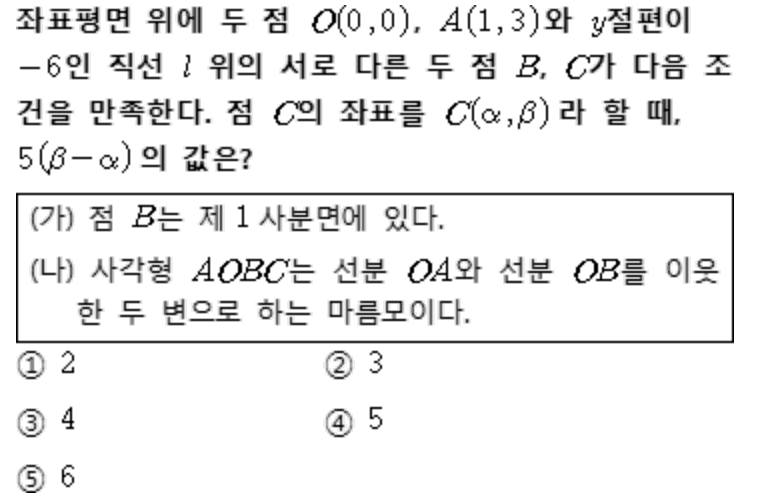 좌표평면 위에 두 점 O(0,0), A(1,3)와 y절편이
-6인 직선 l 위의 서로 다른 두 점 B, C가 다음 조
건을 만족한다. 점 C의 좌표를 C(α,β)라 할 때,
5(β-α)의 값은?
(가) 점 B는 제 1 사분면에 있다.
(나) 사각형 AOBC는 선분 OA와 선분 OB를 이웃
한 두 변으로 하는 마름모이다.
① 2 ② 3
③ 4 ④ 5
⑤ 6